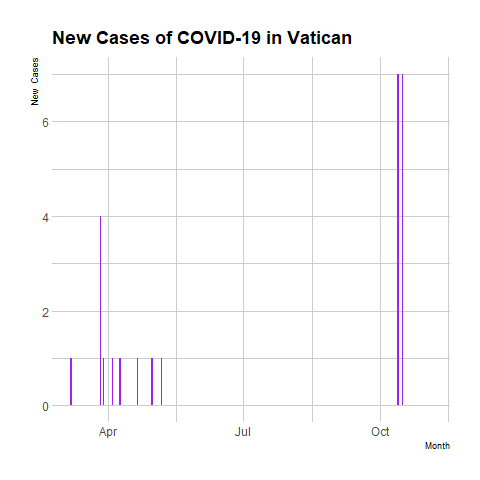 New Cases of COVID-19 in Vatican
New Cases
6
4
2
0
Apr Jul Oct
Month